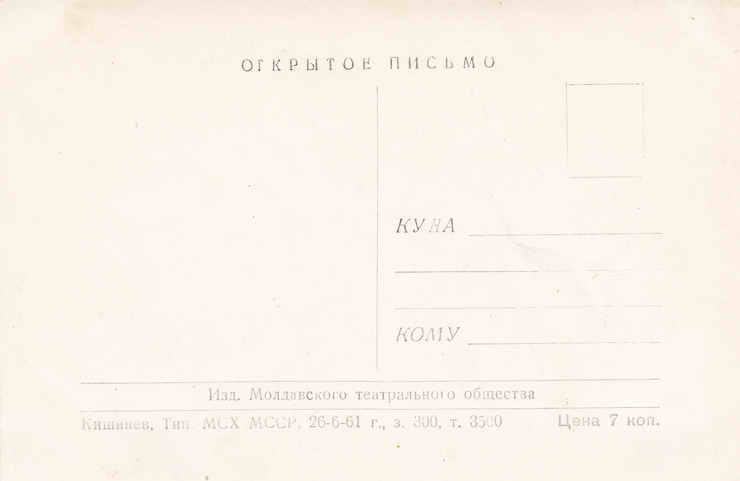 ОТКРЫТОЕ ПИСЬМО
КУДА
КОМУ
Изд. Молдавского театрального общества
Кишинев, Тип. МСХ МССР, 26-6-61 г., з. 300, т. 3500 Цена 7 коп.